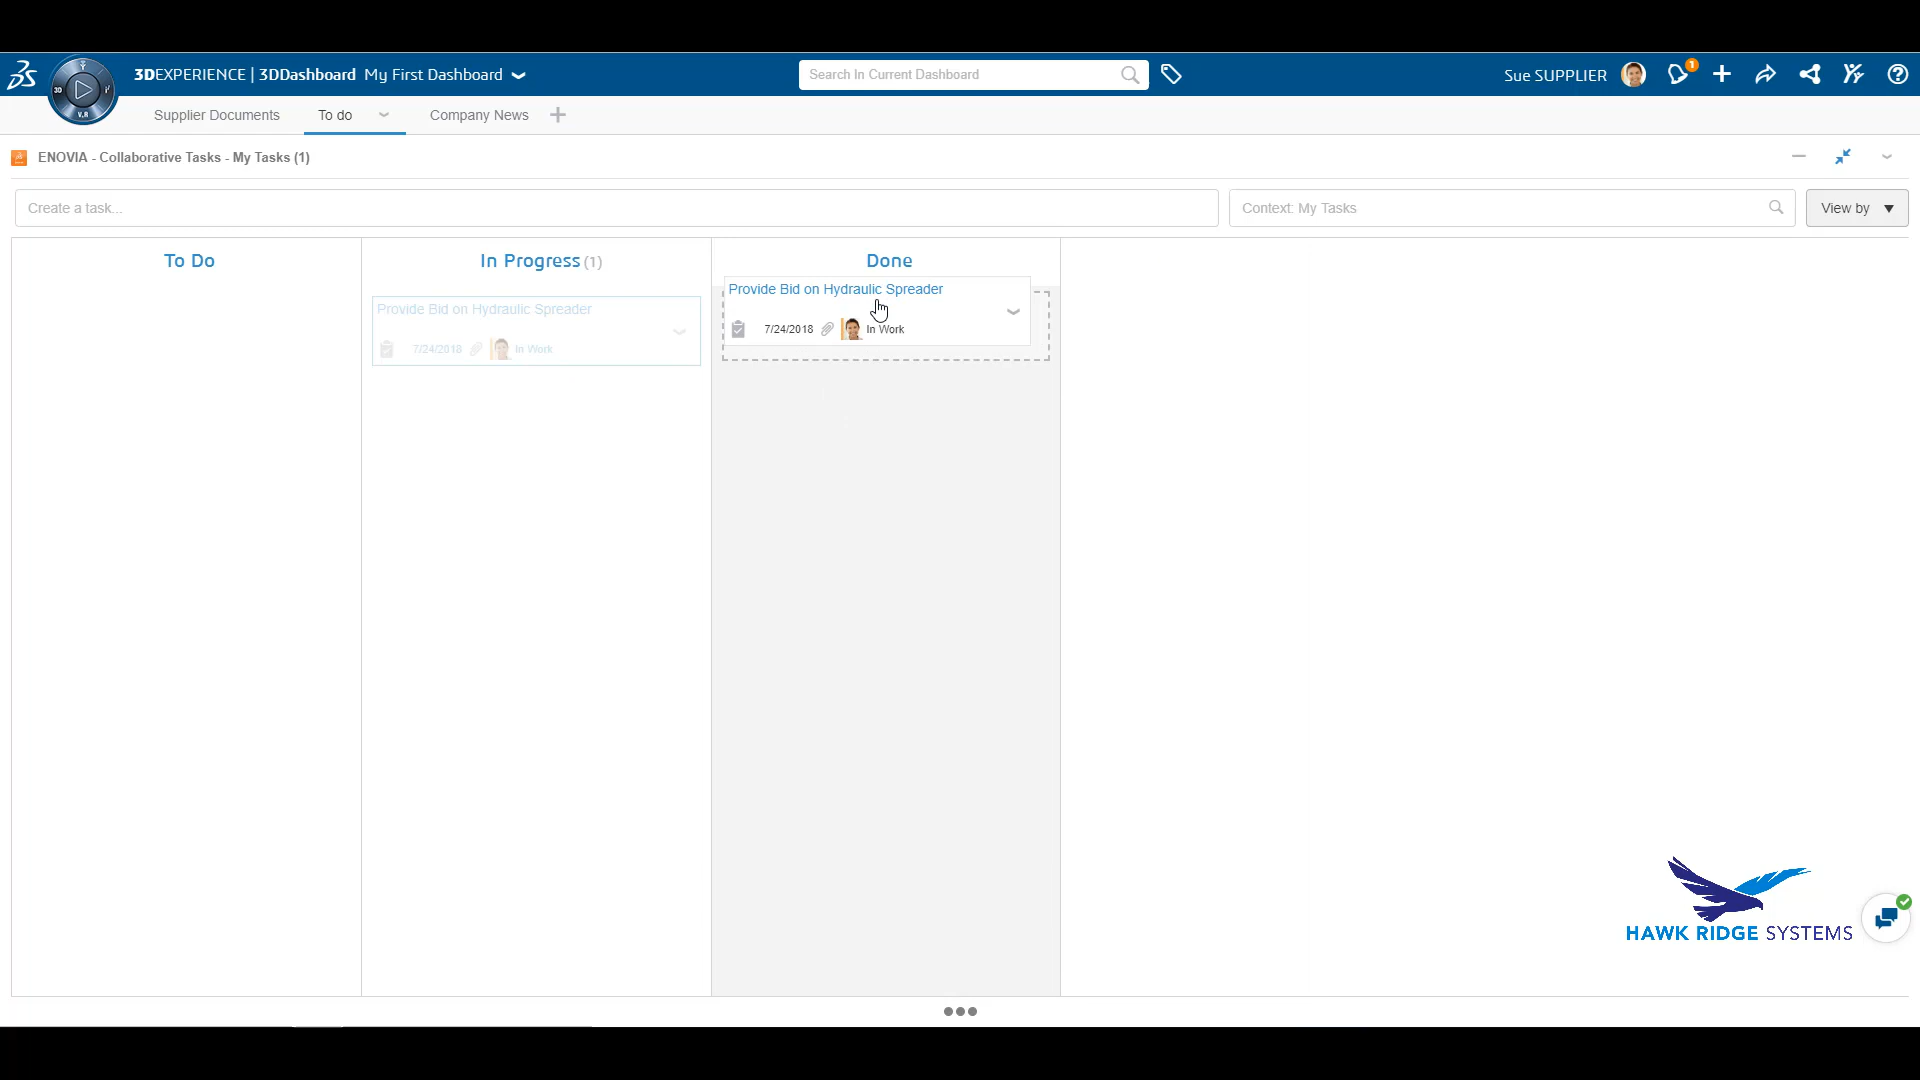 3DEXPERIENCE | 3DDashboard My First Dashboard
Search In Current Dashboard
Sue SUPPLIER
1
3D
V.R
Supplier Documents
To do
Company News
ENOVIA - Collaborative Tasks - My Tasks (1)
Create a task...
Context: My Tasks
View by
To Do
In Progress (1)
Done
Provide Bid on Hydraulic Spreader
7/24/2018
In Work
Provide Bid on Hydraulic Spreader
7/24/2018
In Work
HAWK RIDGE SYSTEMS